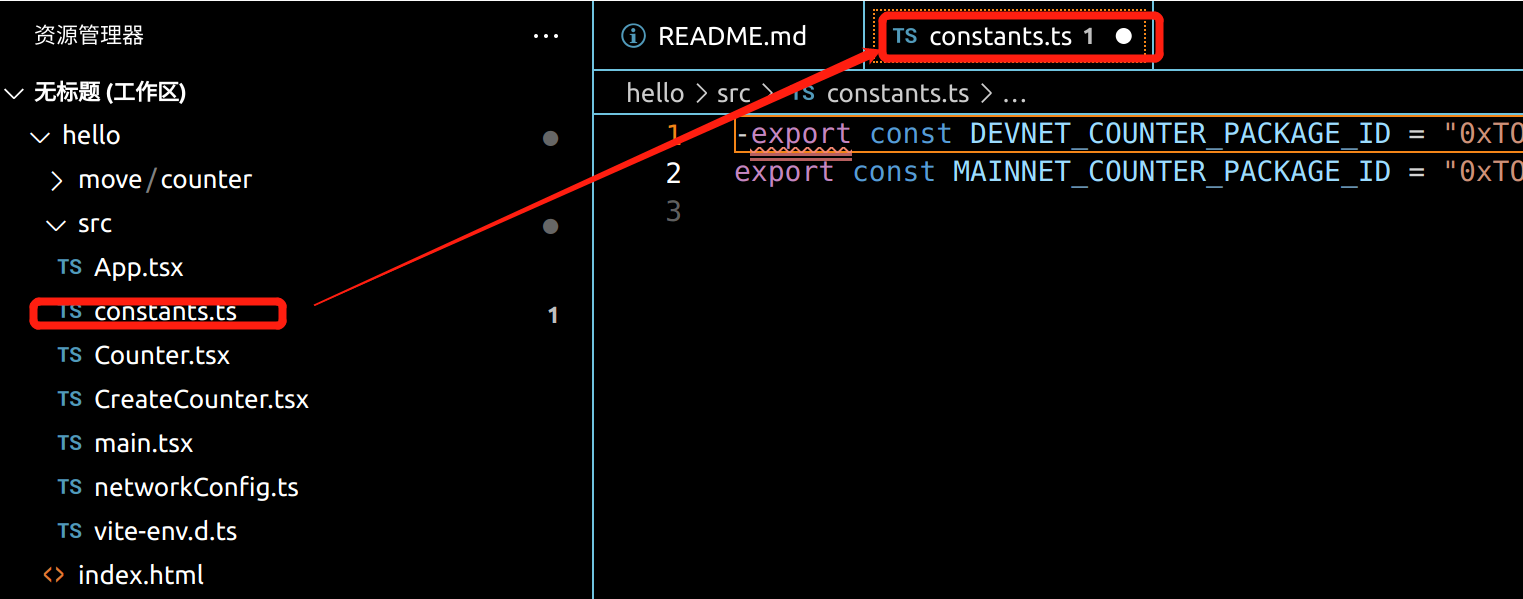 资源管理器
···
无标题 (工作区)
hello
move/counter
src
TS App.tsx
TS constants.ts 1
TS Counter.tsx
TS CreateCounter.tsx
TS main.tsx
TS networkConfig.ts
TS vite-env.d.ts
<> index.html
README.md
TS constants.ts 1
hello > src > TS constants.ts > ...
1 -export const DEVNET_COUNTER_PACKAGE_ID = "0xTO
2 export const MAINNET_COUNTER_PACKAGE_ID = "0xTO
3